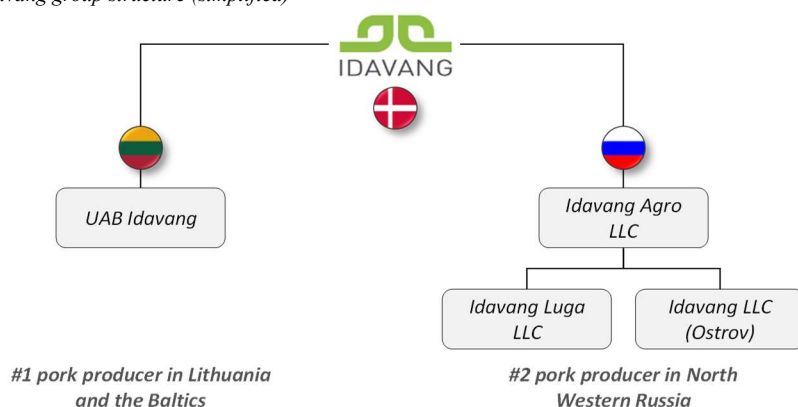 group structure (simplified)
IDAVANG
UAB Idavang
Idavang Agro
LLC
Idavang Luga
LLC
Idavang LLC
(Ostrov)
#1 pork producer in Lithuania
and the Baltics
#2 pork producer in North
Western Russia